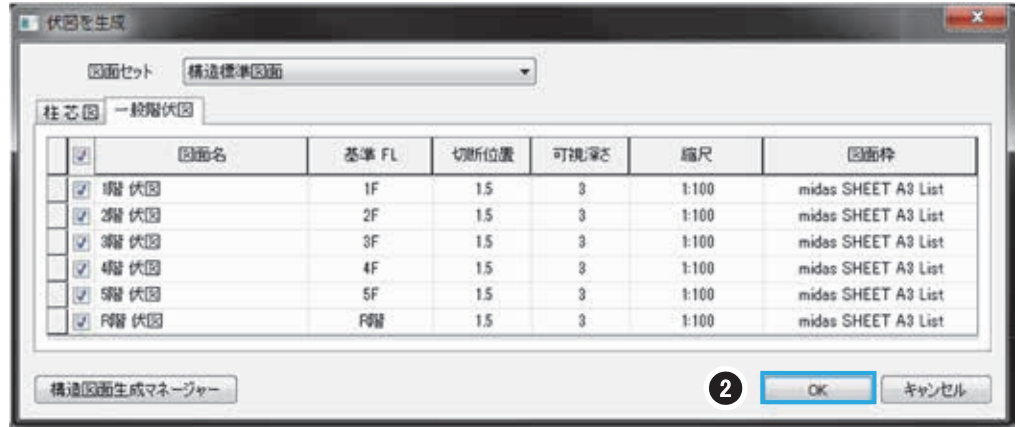 伏図を生成
図面セット 構造標準図面
柱芯図 一般階伏図
図面名 基準 FL 切断位置 可視深さ 縮尺 図面枠
1階 伏図 1F 1.5 3 1:100 midas SHEET A3 List
2階 伏図 2F 1.5 3 1:100 midas SHEET A3 List
3階 伏図 3F 1.5 3 1:100 midas SHEET A3 List
4階 伏図 4F 1.5 3 1:100 midas SHEET A3 List
5階 伏図 5F 1.5 3 1:100 midas SHEET A3 List
R階 伏図 R階 1.5 3 1:100 midas SHEET A3 List
構造図面生成マネージャー 2 OK キャンセル